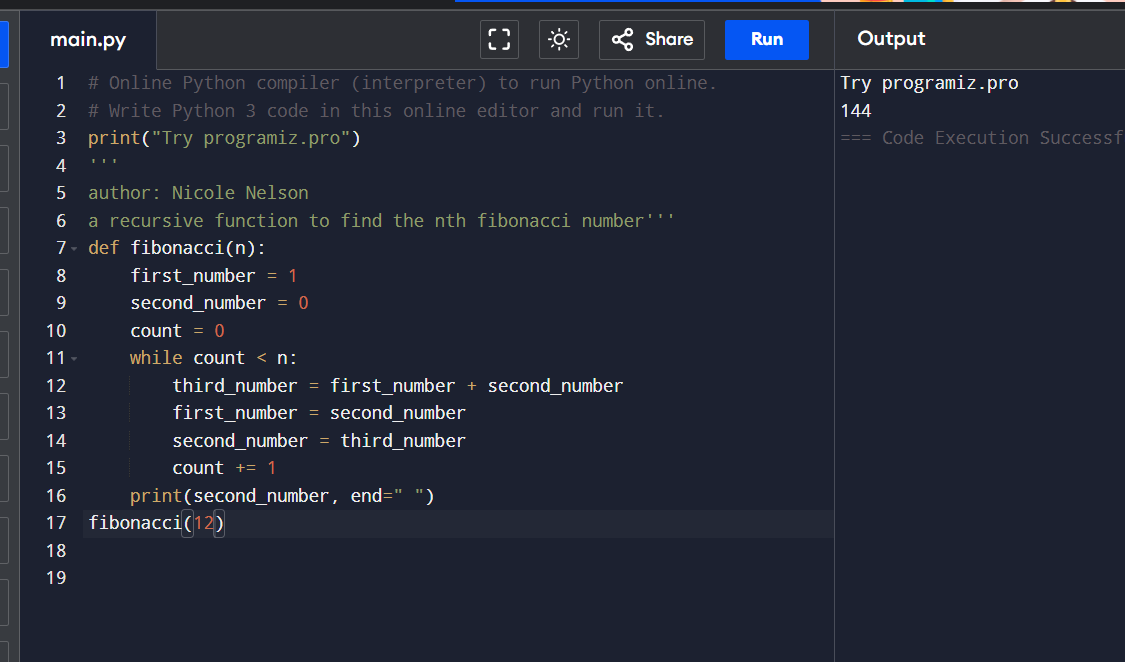 main.py
Share
Run
Output
1 # Online Python compiler (interpreter) to run Python online.
2 # Write Python 3 code in this online editor and run it.
3 print("Try programiz.pro")
4 '''
5 author: Nicole Nelson
6 a recursive function to find the nth fibonacci number'''
7 def fibonacci(n):
8     first_number = 1
9     second_number = 0
10     count = 0
11     while count < n:
12         third_number = first_number + second_number
13         first_number = second_number
14         second_number = third_number
15         count += 1
16     print(second_number, end=" ")
17 fibonacci(12)
18
19
Try programiz.pro
144
=== Code Execution Successf